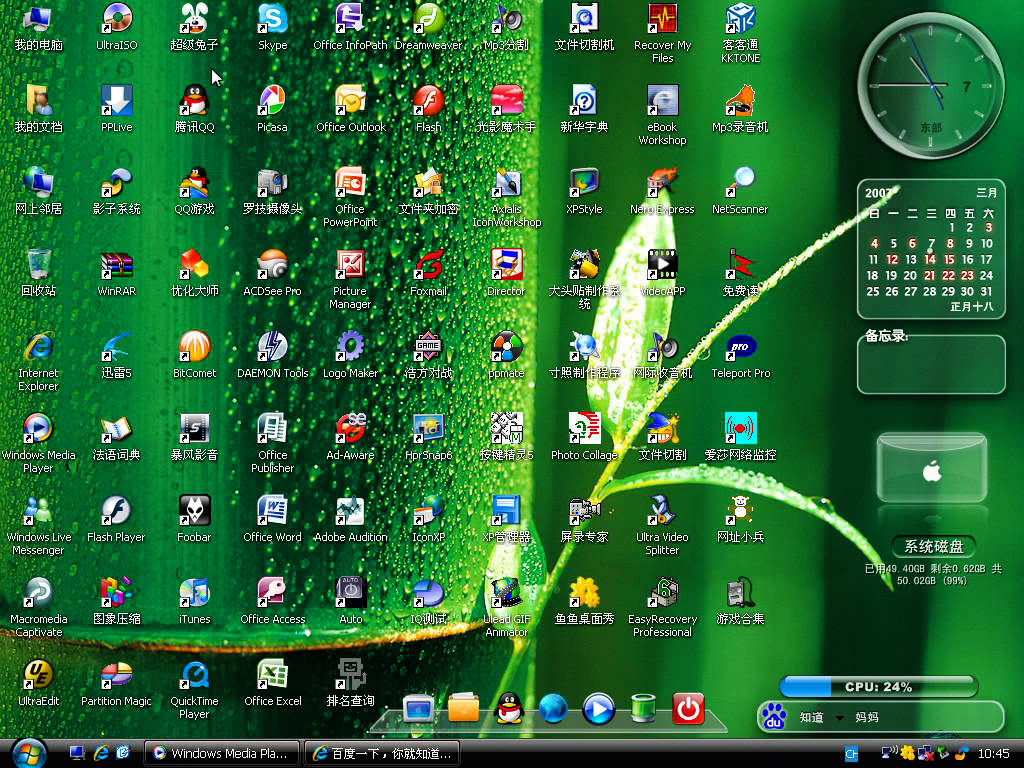 我的电脑
UltraISO
超级兔子
Skype
Office InfoPath
Dreamweaver
Mp3分割
文件切割机
Recover My
Files
客客通
KKTONE
我的文档
PPLive
腾讯QQ
Picasa
Office Outlook
Flash
光影魔术手
新华字典
eBook
Workshop
Mp3录音机
网上邻居
影子系统
QQ游戏
罗技摄像头
Office
PowerPoint
文件夹加密
Axialis
IconWorkshop
XPStyle
Nero Express
NetScanner
回收站
WinRAR
优化大师
ACDSee Pro
Picture
Manager
Foxmail
Director
大头贴制作系
统
VideoAPP
免费读
Internet
Explorer
迅雷5
BitComet
DAEMON Tools
Logo Maker
GAME
浩方对战
ppmate
寸照制作程序
网际收音机
pro
Teleport Pro
Windows Media
Player
法语词典
暴风影音
Office
Publisher
Ad-Aware
HprSnap6
按键精灵5
Photo Collage
文件切割
爱莎网络监控
Windows Live
Messenger
Flash Player
Foobar
Office Word
Adobe Audition
IconXP
XP管理器
屏录专家
Ultra Video
Splitter
网址小兵
Macromedia
Captivate
图象压缩
iTunes
Office Access
AUTO
Auto
IQ测试
Ulead GIF
Animator
鱼鱼桌面秀
EasyRecovery
Professional
游戏合集
UltraEdit
Partition Magic
QuickTime
Player
Office Excel
排名查询
7
东部
2007 三月
日 一 二 三 四 五 六
1 2 3
4 5 6 7 8 9 10
11 12 13 14 15 16 17
18 19 20 21 22 23 24
25 26 27 28 29 30 31
正月十八
备忘录:
系统磁盘
已用49.40GB 剩余0.62GB 共
50.02GB (99%)
CPU: 24%
du 知道 妈妈
Windows Media Pla...
百度一下，你就知道...
CH
10:45